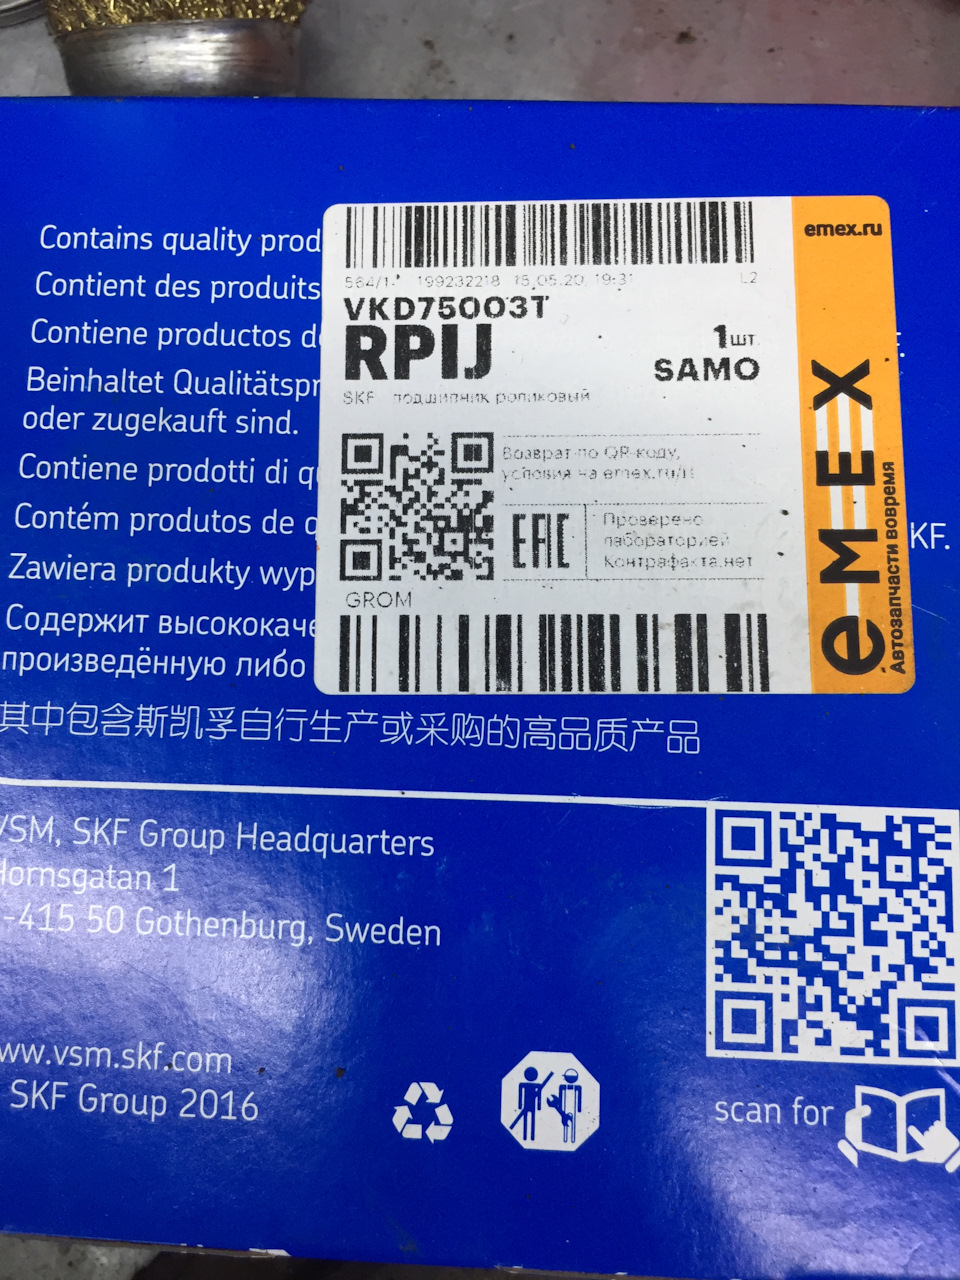 Contains quality prod
Contient des produits
Contiene productos d
Beinhaltet Qualitätspr
oder zugekauft sind.
Contiene prodotti di q
Contém produtos de q
Zawiera produkty wyp
Содержит высококаче
произведённую либо
KF.
其中包含斯凯孚自行生产或采购的高品质产品
emex.ru
199232218 15.05.20 19:31 L2
VKD75003T
RPIJ
1шт.
SAMO
SKF подшипник роликовый
Возврат по QR-коду,
условия на emex.ru/rl
EAC
Проверено
лабораторией
Контрафакта.нет
GROM
eMEX
Автозапчасти вовремя
VSM, SKF Group Headquarters
Hornsgatan 1
-415 50 Gothenburg, Sweden
ww.vsm.skf.com
SKF Group 2016
scan for